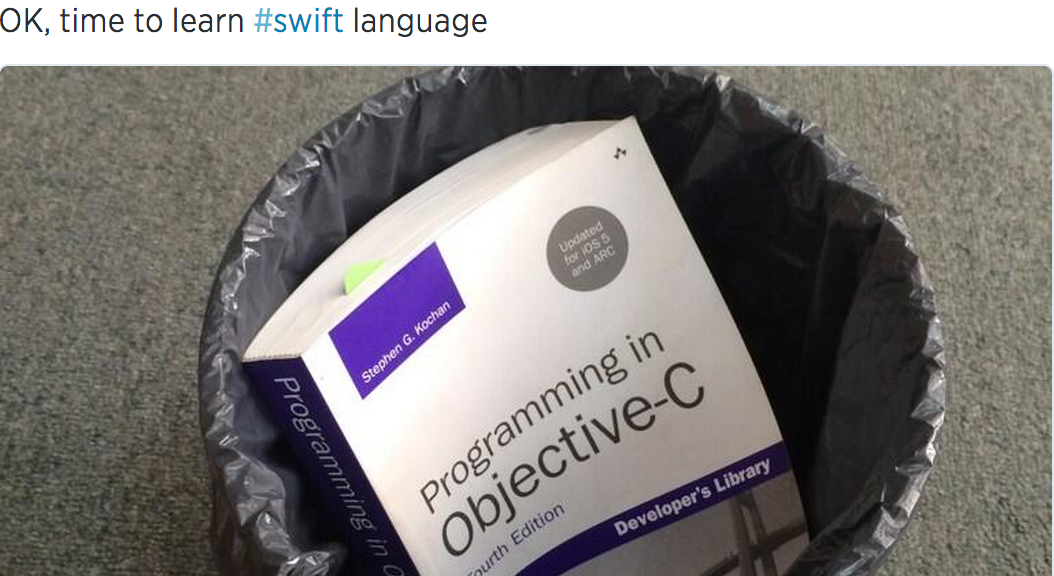 OK, time to learn #swift language
Updated
for iOS 5
and ARC
Stephen G. Kochan
Programming in
Objective-C
Fourth Edition
Developer's Library
Programming in